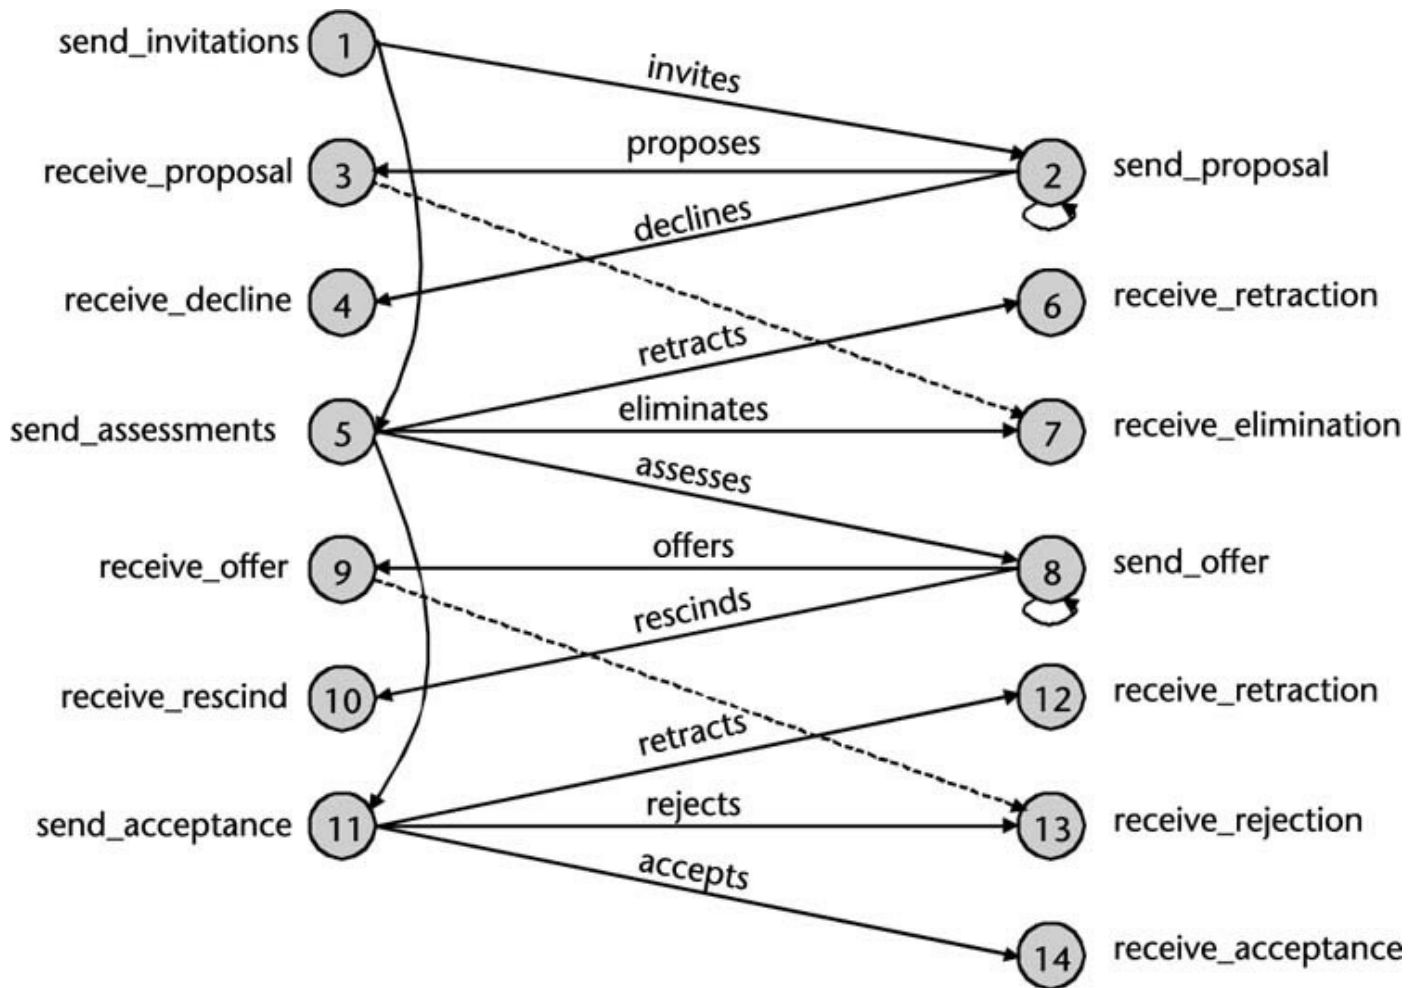 send_invitations 1
invites
receive_proposal 3
proposes
2 send_proposal
declines
receive_decline 4
6 receive_retraction
retracts
send_assessments 5
eliminates
7 receive_elimination
assesses
receive_offer 9
offers
8 send_offer
rescinds
receive_rescind 10
12 receive_retraction
retracts
send_acceptance 11
rejects
13 receive_rejection
accepts
14 receive_acceptance